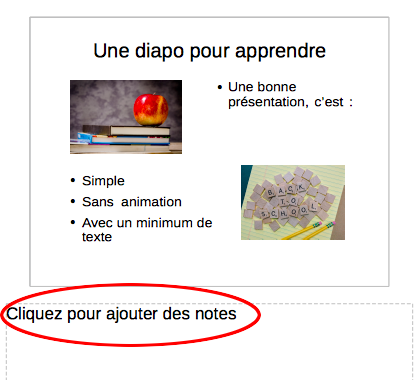 Une diapo pour apprendre
• Une bonne
présentation, c'est :
BACK
TO
SCHOOL
• Simple
• Sans animation
• Avec un minimum de
texte
Cliquez pour ajouter des notes